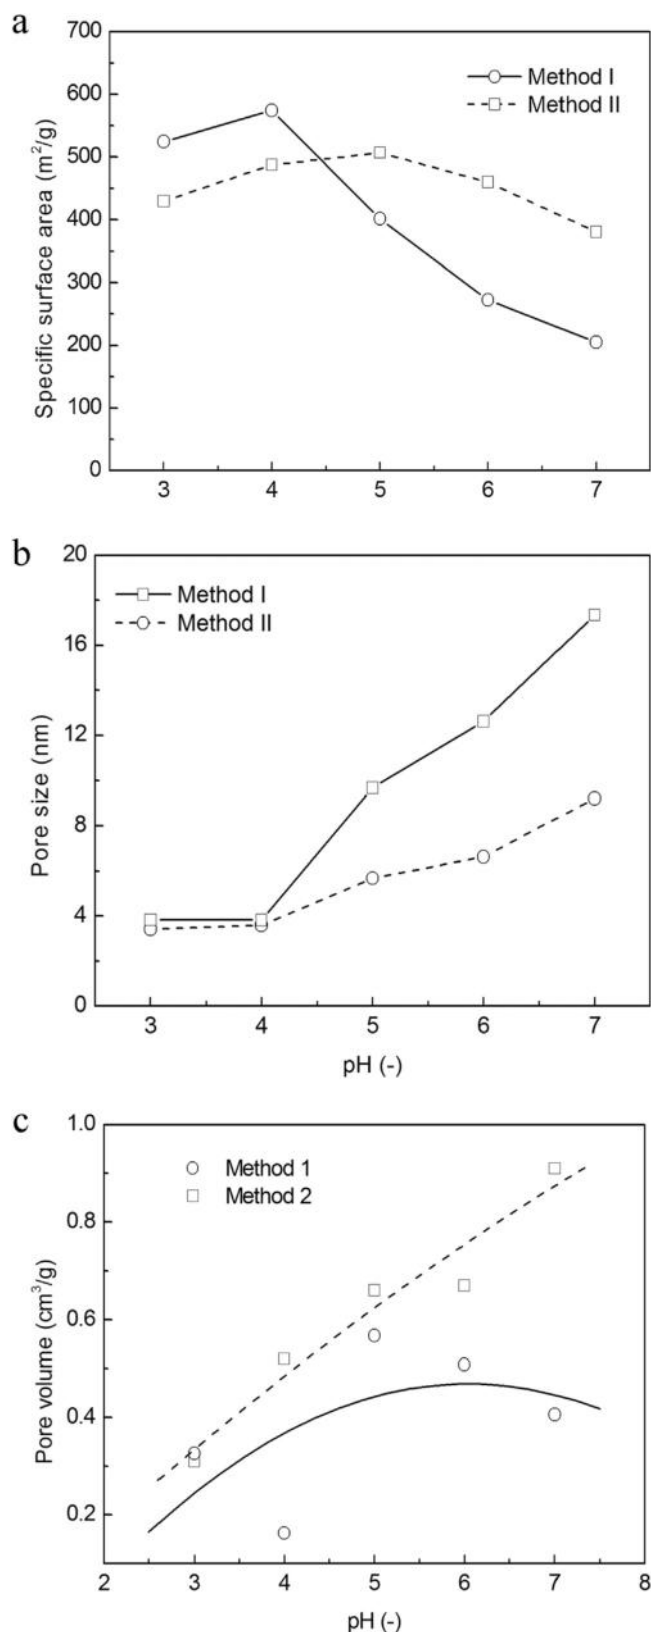 a
700
600
500
400
300
200
100
0
Specific surface area (m²/g)
Method I
Method II
3 4 5 6 7
b
20
16
12
8
4
0
Pore size (nm)
Method I
Method II
3 4 5 6 7
pH (-)
c
1.0
0.8
0.6
0.4
0.2
Pore volume (cm³/g)
Method 1
Method 2
2 3 4 5 6 7 8
pH (-)